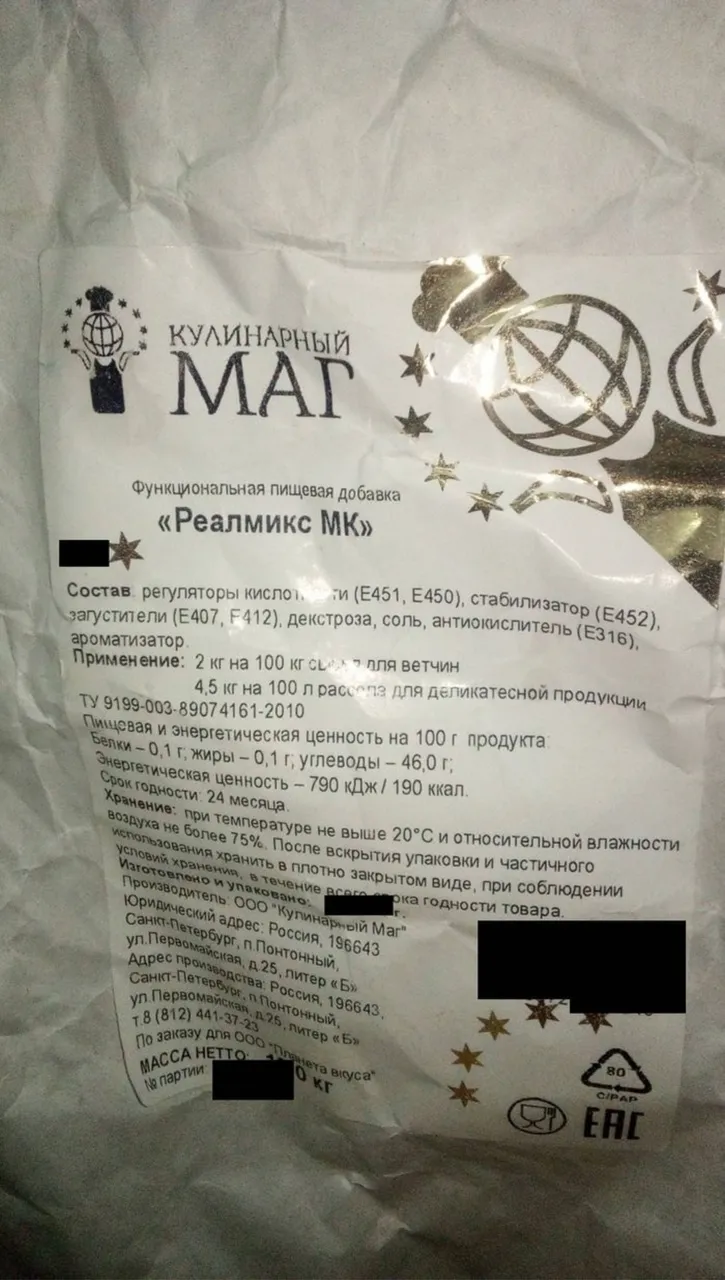 КУЛИНАРНЫЙ
МАГ
Функциональная пищевая добавка
«Реалмикс МК»
Состав: регуляторы (Е451, Е450), стабилизатор (Е452),
загустители (Е407, Е412), декстроза, соль, антиокислитель (Е316),
ароматизатор.
Применение: 2 кг на 100 кг для ветчин
4,5 кг на 100 л рассола для деликатесной продукции
ТУ 9199-003-89074161-2010
Пищевая и энергетическая ценность на 100 г продукта:
Белки – 0,1 г; жиры – 0,1 г; углеводы – 46,0 г;
Энергетическая ценность – 790 кДж / 190 ккал.
Срок годности: 24 месяца.
Хранение: при температуре не выше 20°С и относительной влажности
воздуха не более 75%. После вскрытия упаковки и частичного
использования хранить в плотно закрытом виде, при соблюдении
условий хранения, в течение всего срока годности товара.
Изготовлено и упаковано: г.
Производитель: ООО "Кулинарный Маг"
Юридический адрес: Россия, 196643
Санкт-Петербург, п.Понтонный,
ул.Первомайская, д.25, литер «Б»
Адрес производства: Россия, 196643,
Санкт-Петербург, п.Понтонный,
ул.Первомайская, д.25, литер «Б»
т.8 (812) 441-37-23
По заказу для ООО "Планета вкуса"
МАССА НЕТТО: кг
№ партии:
80
C/PAP
EAC